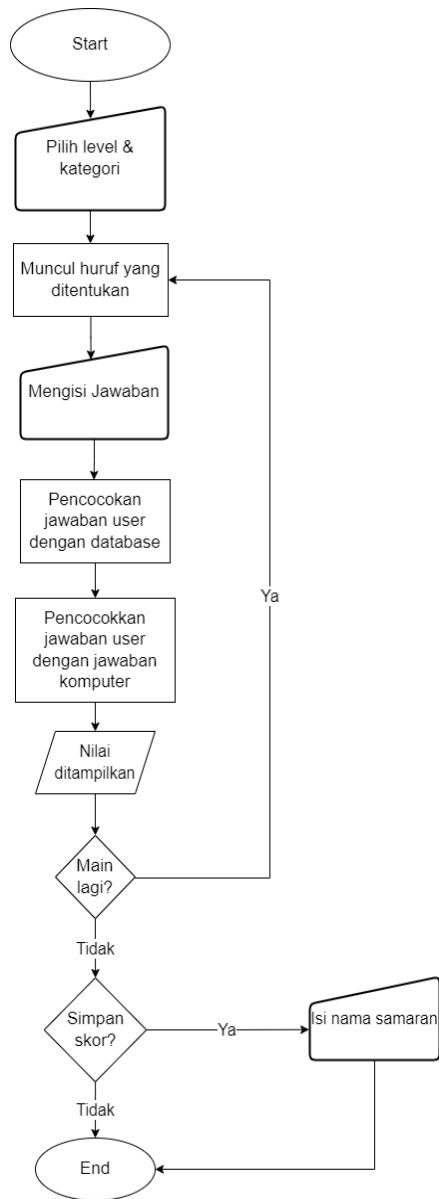 Start
Pilih level &
kategori
Muncul huruf yang
ditentukan
Mengisi Jawaban
Pencocokan
jawaban user
dengan database
Pencocokkan
jawaban user
dengan jawaban
komputer
Nilai
ditampilkan
Main
lagi?
Ya
Tidak
Simpan
skor?
Ya
Isi nama samaran
Tidak
End